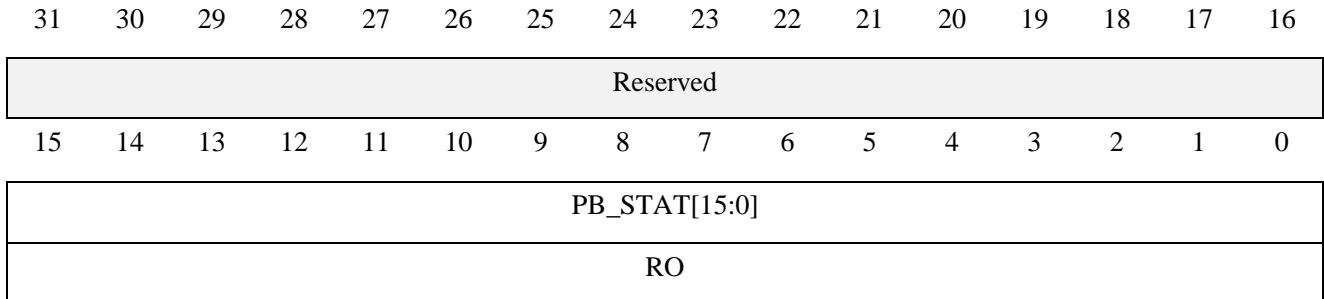 31 30 29 28 27 26 25 24 23 22 21 20 19 18 17 16
Reserved
15 14 13 12 11 10 9 8 7 6 5 4 3 2 1 0
PB_STAT[15:0]
RO